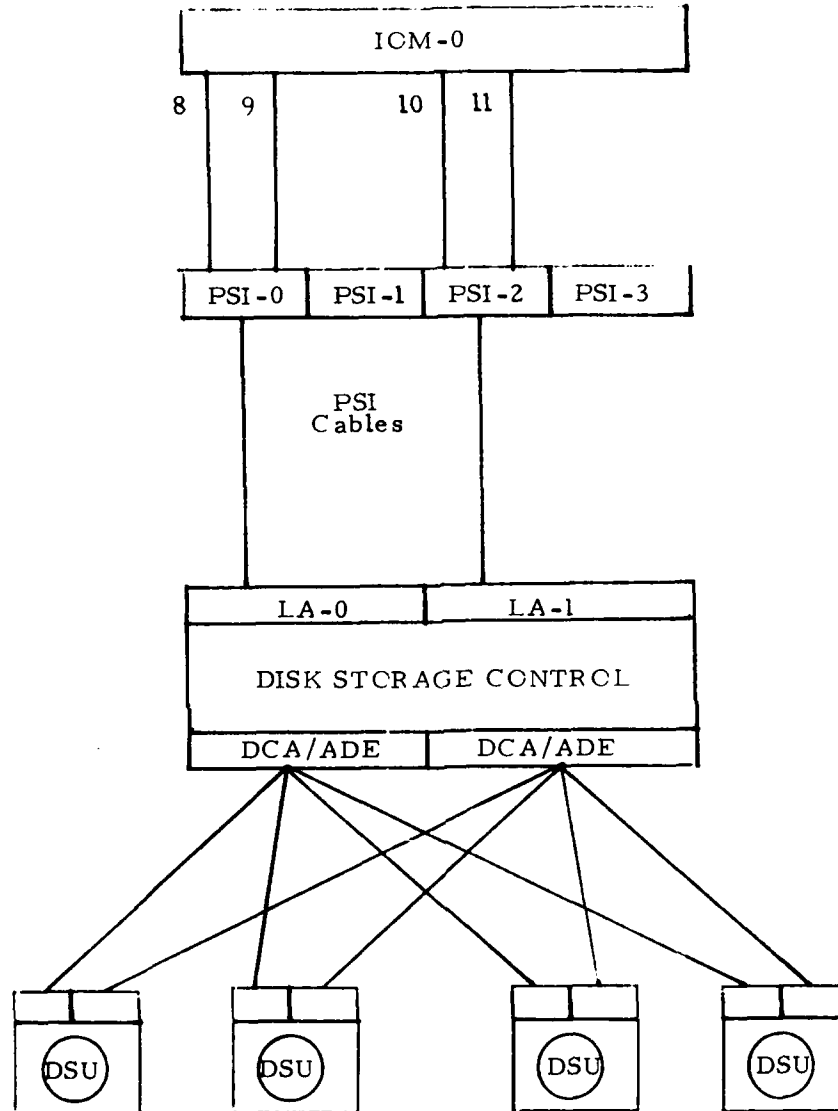 IOM-0
8 9 10 11
PSI-0 PSI-1 PSI-2 PSI-3
PSI
Cables
LA-0 LA-1
DISK STORAGE CONTROL
DCA/ADE DCA/ADE
DSU DSU DSU DSU